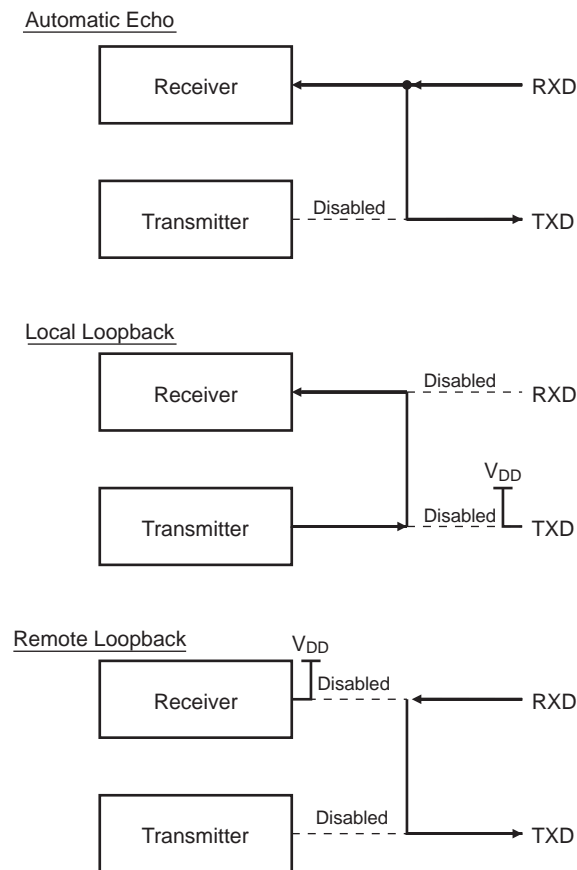 Automatic Echo
Receiver
RXD
Transmitter
Disabled
TXD
Local Loopback
Receiver
Disabled
RXD
VDD
Transmitter
Disabled
TXD
Remote Loopback
VDD
Receiver
Disabled
RXD
Transmitter
Disabled
TXD